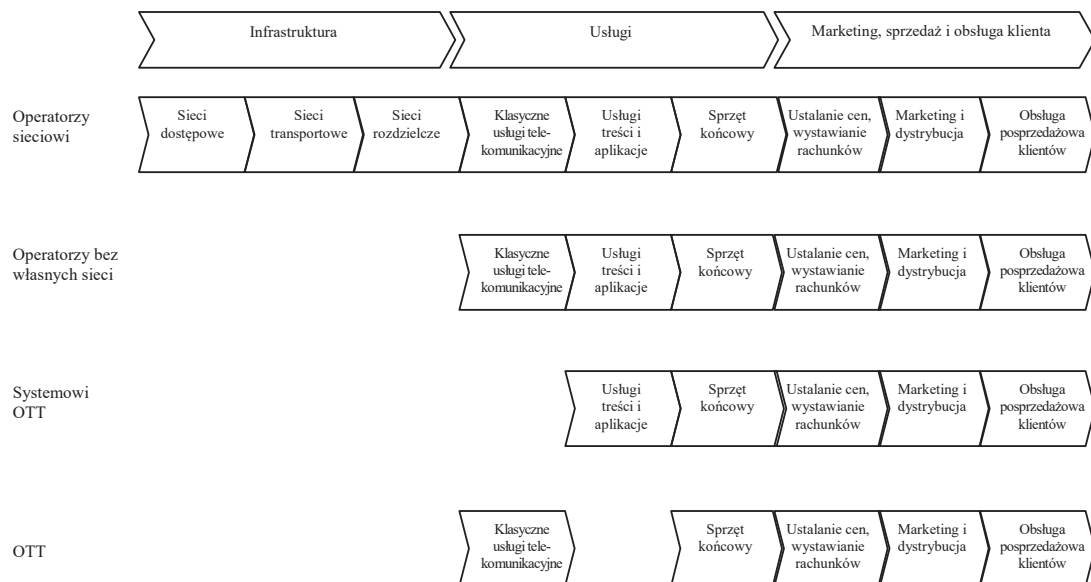 Infrastruktura
Usługi
Marketing, sprzedaż i obsługa klienta
Operatorzy
sieciowi
Sieci
dostępowe
Sieci
transportowe
Sieci
rozdzielcze
Klasyczne
usługi tele-
komunikacyjne
Usługi
treści i
aplikacje
Sprzęt
końcowy
Ustalanie cen,
wystawianie
rachunków
Marketing i
dystrybucja
Obsługa
posprzedażowa
klientów
Operatorzy bez
własnych sieci
Klasyczne
usługi tele-
komunikacyjne
Usługi
treści i
aplikacje
Sprzęt
końcowy
Ustalanie cen,
wystawianie
rachunków
Marketing i
dystrybucja
Obsługa
posprzedażowa
klientów
Systemowi
OTT
Usługi
treści i
aplikacje
Sprzęt
końcowy
Ustalanie cen,
wystawianie
rachunków
Marketing i
dystrybucja
Obsługa
posprzedażowa
klientów
OTT
Klasyczne
usługi tele-
komunikacyjne
Sprzęt
końcowy
Ustalanie cen,
wystawianie
rachunków
Marketing i
dystrybucja
Obsługa
posprzedażowa
klientów